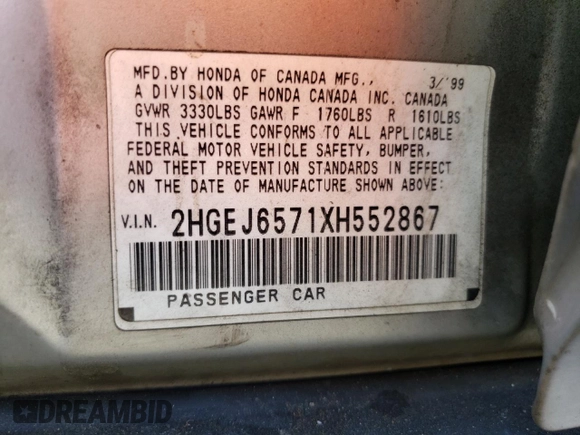 MFD.BY HONDA OF CANADA MFG., 3/'99
A DIVISION OF HONDA CANADA INC. CANADA
GVWR 3330LBS GAWR F 1760LBS R 1610LBS
THIS VEHICLE CONFORMS TO ALL APPLICABLE
FEDERAL MOTOR VEHICLE SAFETY, BUMPER,
AND THEFT PREVENTION STANDARDS IN EFFECT
ON THE DATE OF MANUFACTURE SHOWN ABOVE:
V.I.N. 2HGEJ6571XH552867
PASSENGER CAR
DREAMBID